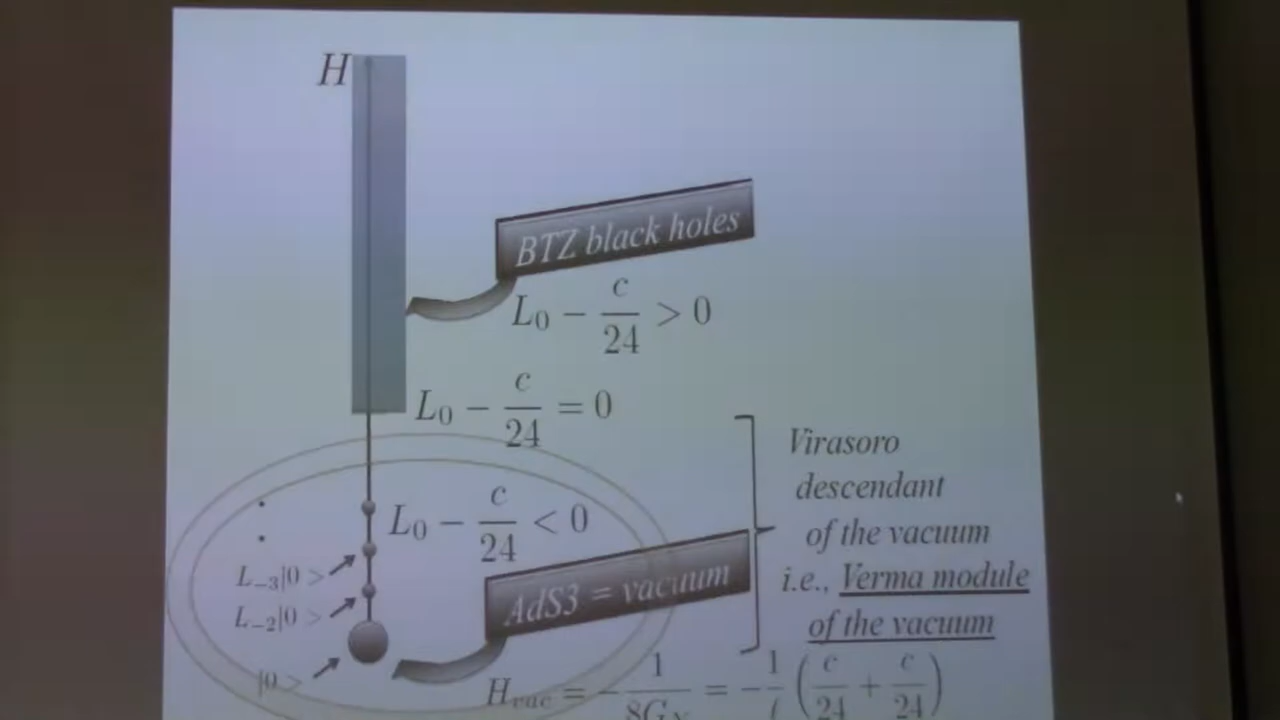 H
BTZ black holes
L₀ − c/24 > 0
L₀ − c/24 = 0
Virasoro
descendant
of the vacuum
i.e., Verma module
of the vacuum
L₀ − c/24 < 0
AdS3 = vacuum
L₋₃|0 >
L₋₂|0 >
|0 >
H_vac = − 1/8G_N = − 1/ℓ (c/24 + c/24)